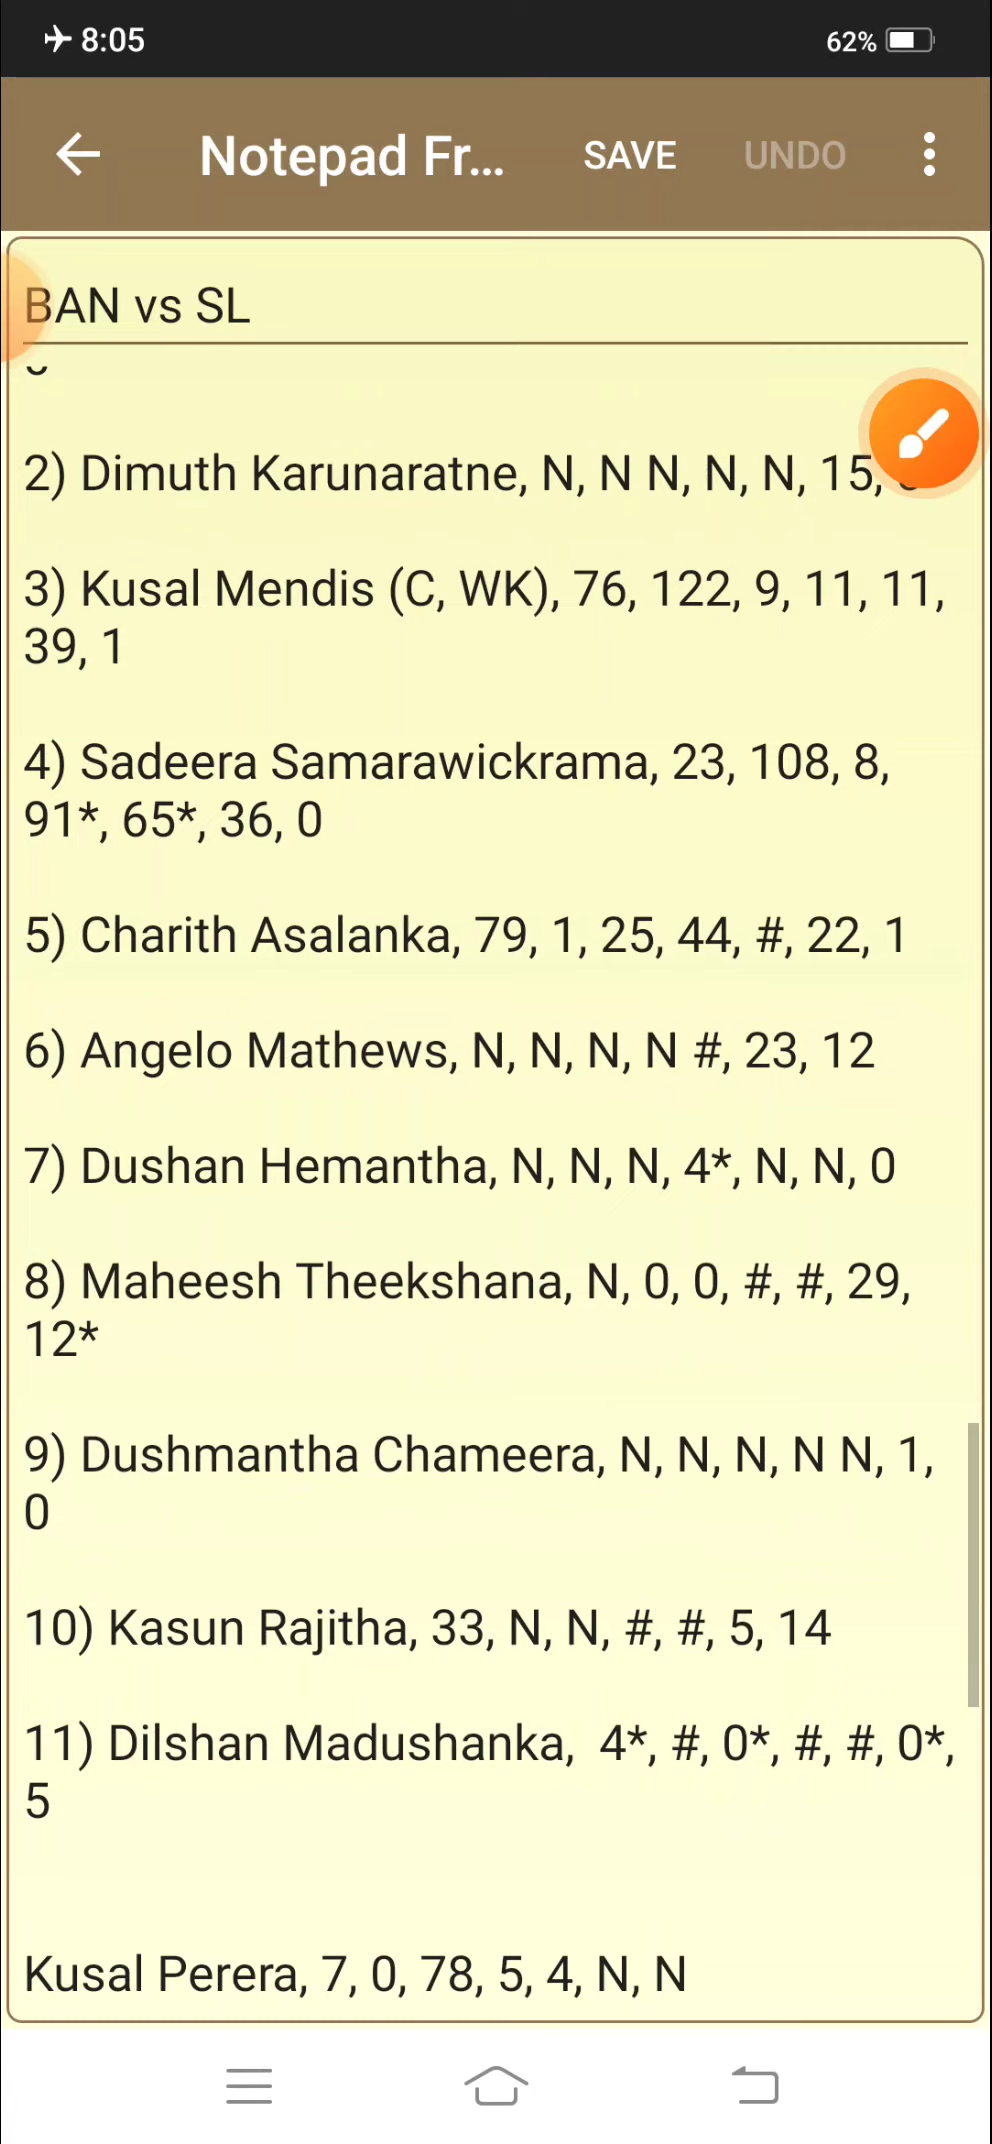 8:05
62%
Notepad Fr...
SAVE
UNDO
BAN vs SL
2) Dimuth Karunaratne, N, N N, N, N, 15,
3) Kusal Mendis (C, WK), 76, 122, 9, 11, 11,
39, 1
4) Sadeera Samarawickrama, 23, 108, 8,
91*, 65*, 36, 0
5) Charith Asalanka, 79, 1, 25, 44, #, 22, 1
6) Angelo Mathews, N, N, N, N #, 23, 12
7) Dushan Hemantha, N, N, N, 4*, N, N, 0
8) Maheesh Theekshana, N, 0, 0, #, #, 29,
12*
9) Dushmantha Chameera, N, N, N, N N, 1,
0
10) Kasun Rajitha, 33, N, N, #, #, 5, 14
11) Dilshan Madushanka,  4*, #, 0*, #, #, 0*,
5
Kusal Perera, 7, 0, 78, 5, 4, N, N